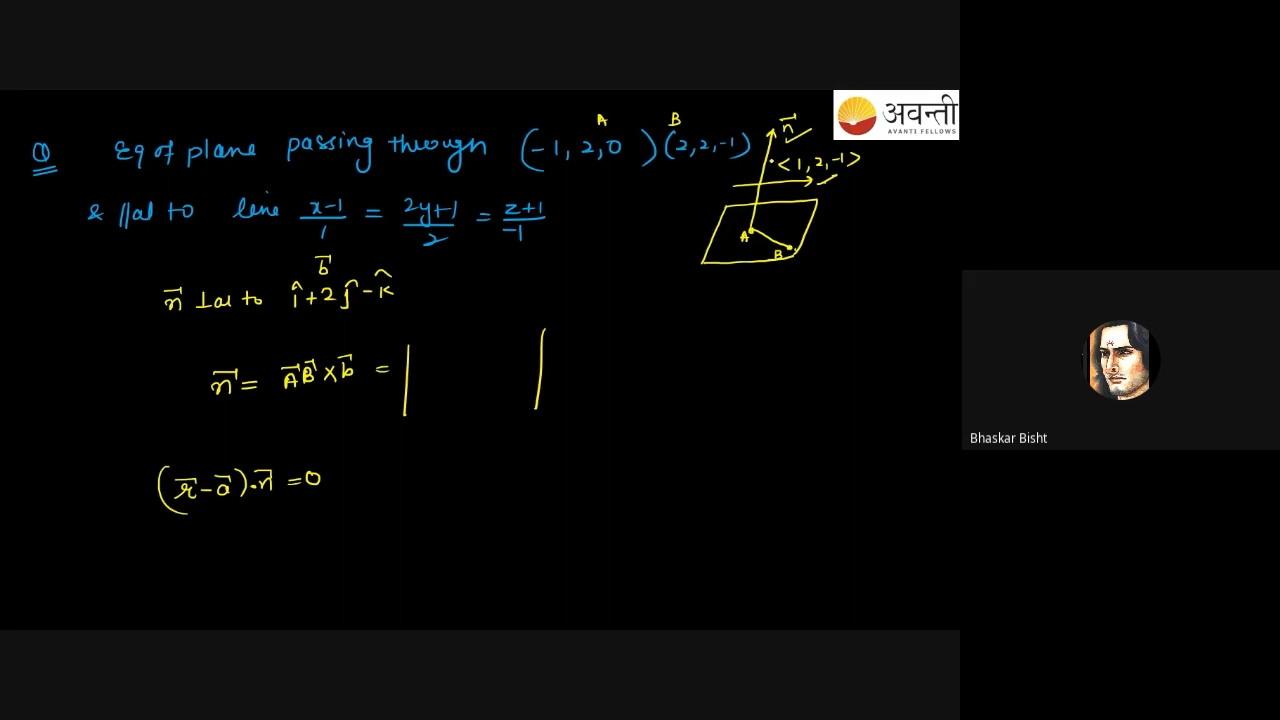 अवन्ती
AVANTI FELLOWS
Q Eq of plane passing through (-1, 2, 0) (2, 2, -1)
A B
& ||al to line x-1/1 = 2y+1/2 = z+1/-1
n⃗
<1, 2, -1>
A
B
b⃗
n⃗ ⊥al to î+2ĵ-k̂
n⃗ = A⃗B⃗ × b⃗ = | |
(r⃗-a⃗).n⃗ = 0
Bhaskar Bisht